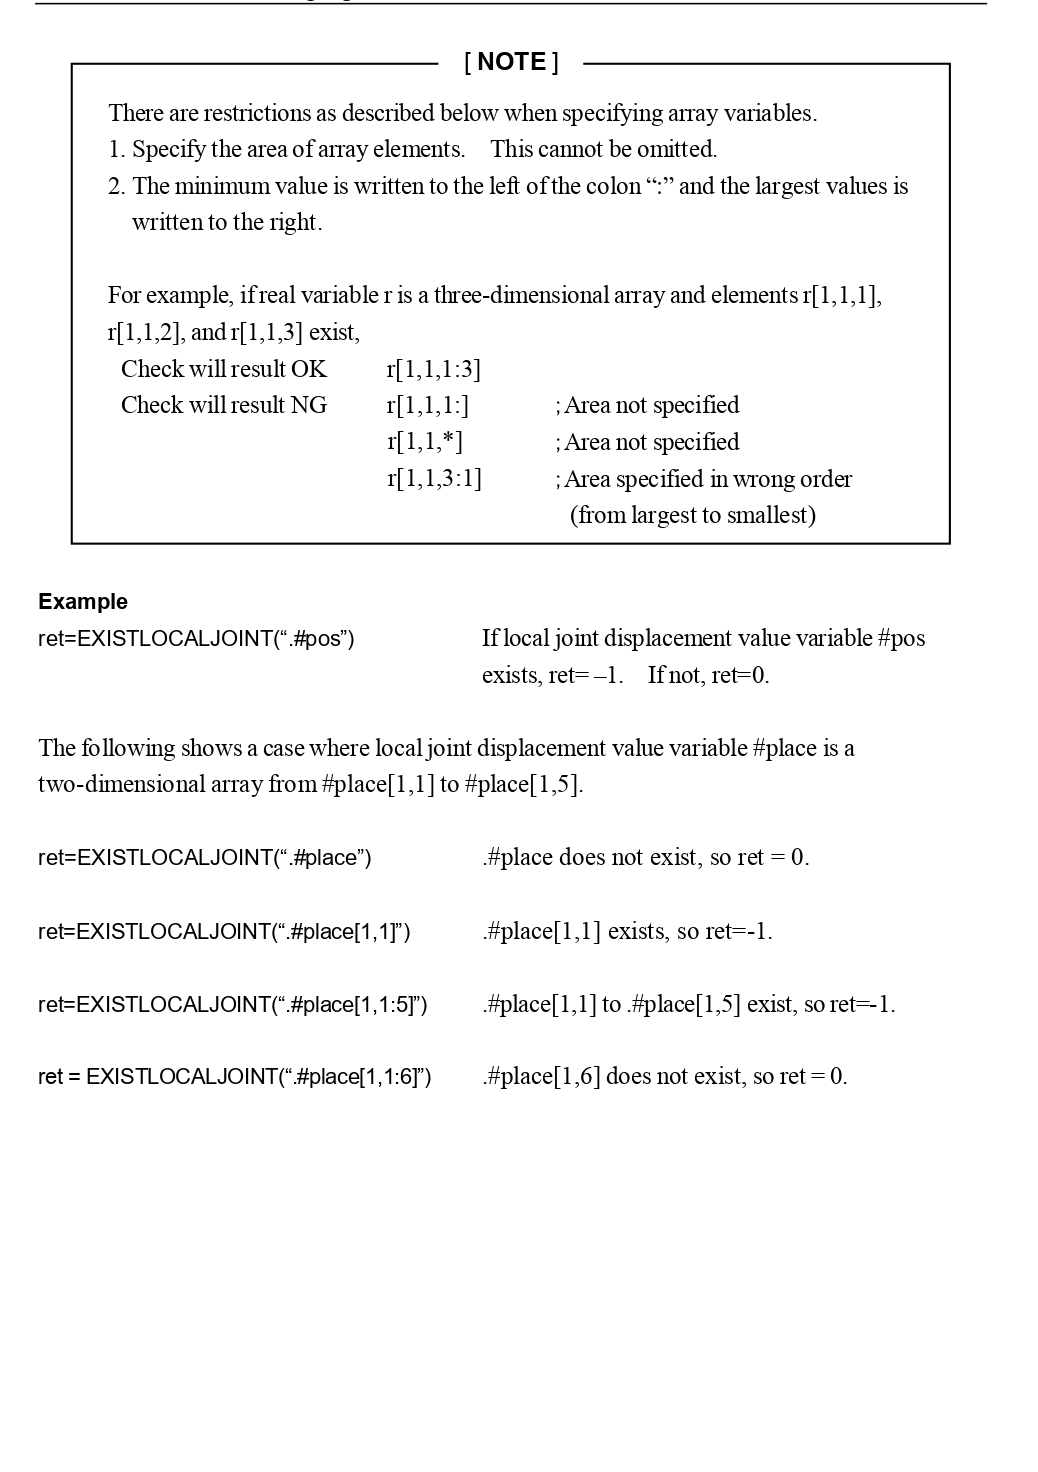 [ NOTE ]
There are restrictions as described below when specifying array variables.
1. Specify the area of array elements. This cannot be omitted.
2. The minimum value is written to the left of the colon “:” and the largest values is
written to the right.
For example, if real variable r is a three-dimensional array and elements r[1,1,1],
r[1,1,2], and r[1,1,3] exist,
Check will result OK r[1,1,1:3]
Check will result NG r[1,1,1:] ; Area not specified
r[1,1,*] ; Area not specified
r[1,1,3:1] ; Area specified in wrong order
(from largest to smallest)
Example
ret=EXISTLOCALJOINT(“.#pos”) If local joint displacement value variable #pos
exists, ret= –1. If not, ret=0.
The following shows a case where local joint displacement value variable #place is a
two-dimensional array from #place[1,1] to #place[1,5].
ret=EXISTLOCALJOINT(“.#place”) .#place does not exist, so ret = 0.
ret=EXISTLOCALJOINT(“.#place[1,1]”) .#place[1,1] exists, so ret=-1.
ret=EXISTLOCALJOINT(“.#place[1,1:5]”) .#place[1,1] to .#place[1,5] exist, so ret=-1.
ret = EXISTLOCALJOINT(“.#place[1,1:6]”) .#place[1,6] does not exist, so ret = 0.